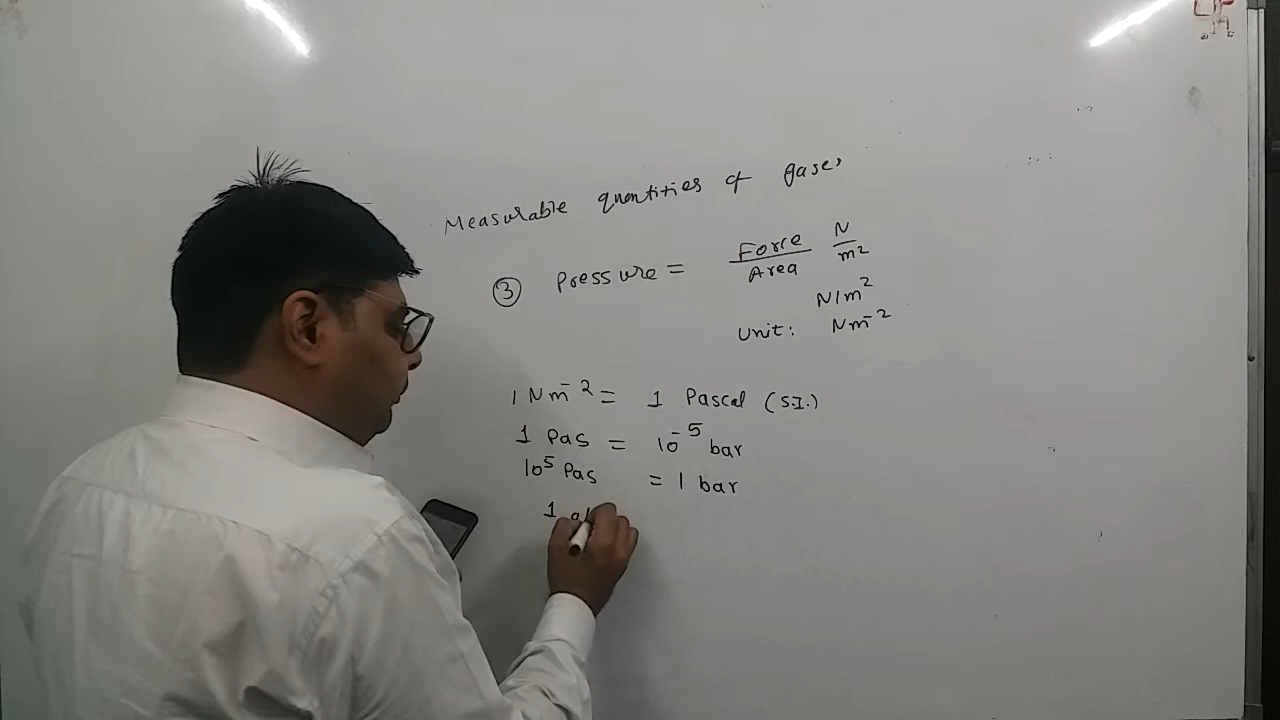 Measurable quantities of gases
③ Pressure = Force/Area N/m²
N/m²
Unit: Nm⁻²
1 Nm⁻² = 1 Pascal (S.I.)
1 Pas = 10⁻⁵ bar
10⁵ Pas = 1 bar
1